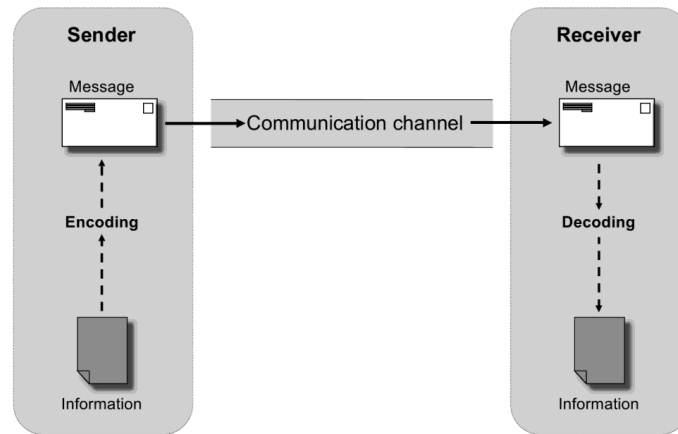 Sender
Message
Encoding
Information
Communication channel
Receiver
Message
Decoding
Information